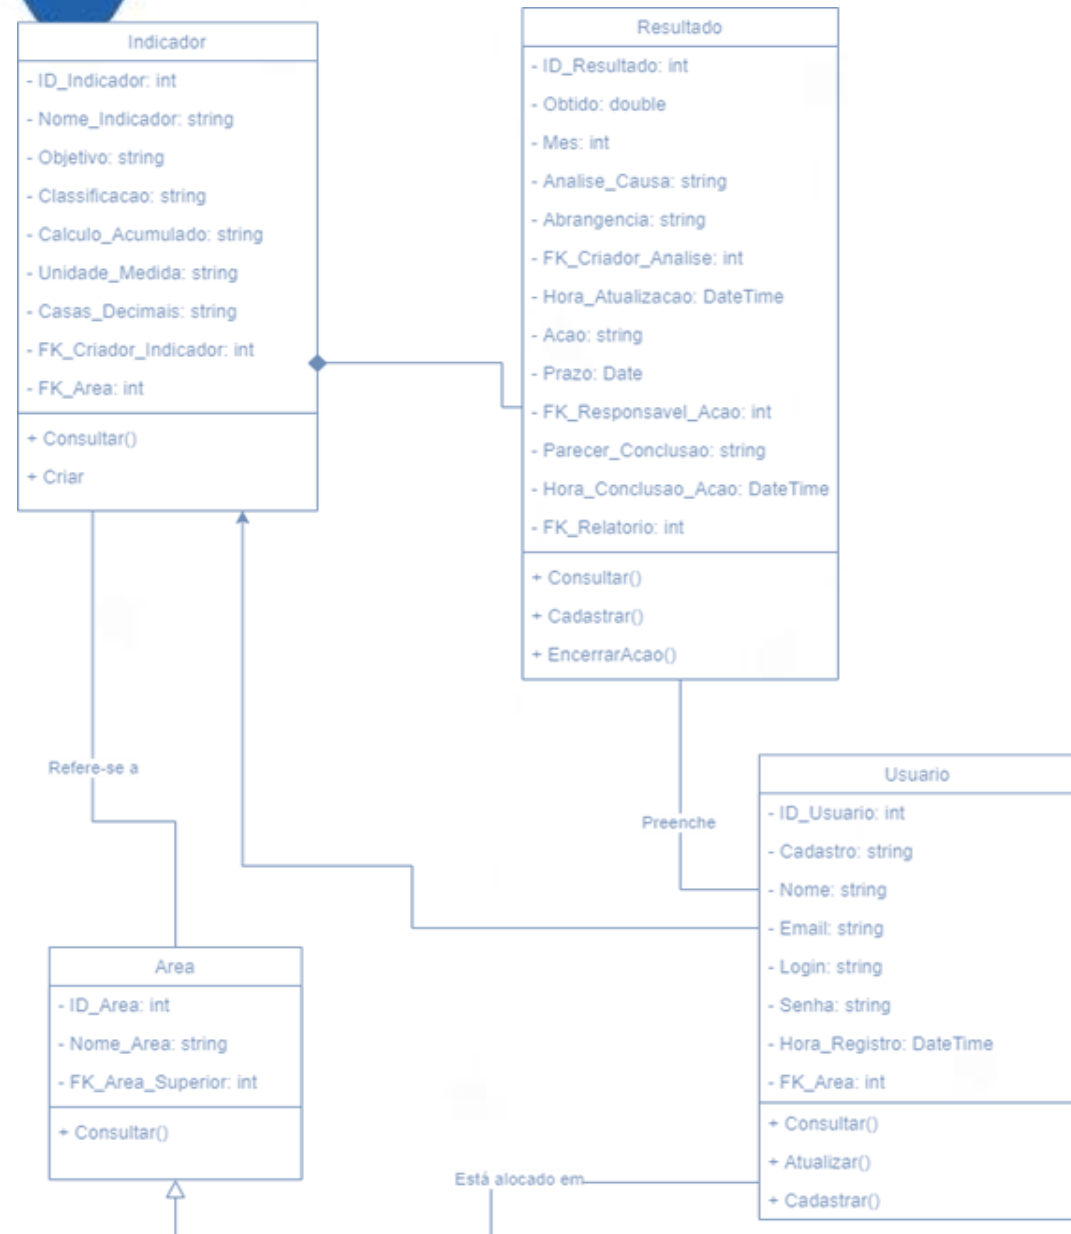 Indicador
- ID_Indicador: int
- Nome_Indicador: string
- Objetivo: string
- Classificacao: string
- Calculo_Acumulado: string
- Unidade_Medida: string
- Casas_Decimais: string
- FK_Criador_Indicador: int
- FK_Area: int
+ Consultar()
+ Criar
Resultado
- ID_Resultado: int
- Obtido: double
- Mes: int
- Analise_Causa: string
- Abrangencia: string
- FK_Criador_Analise: int
- Hora_Atualizacao: DateTime
- Acao: string
- Prazo: Date
- FK_Responsavel_Acao: int
- Parecer_Conclusao: string
- Hora_Conclusao_Acao: DateTime
- FK_Relatorio: int
+ Consultar()
+ Cadastrar()
+ EncerrarAcao()
Refere-se a
Preenche
Usuario
- ID_Usuario: int
- Cadastro: string
- Nome: string
- Email: string
- Login: string
- Senha: string
- Hora_Registro: DateTime
- FK_Area: int
+ Consultar()
+ Atualizar()
+ Cadastrar()
Area
- ID_Area: int
- Nome_Area: string
- FK_Area_Superior: int
+ Consultar()
Está alocado em